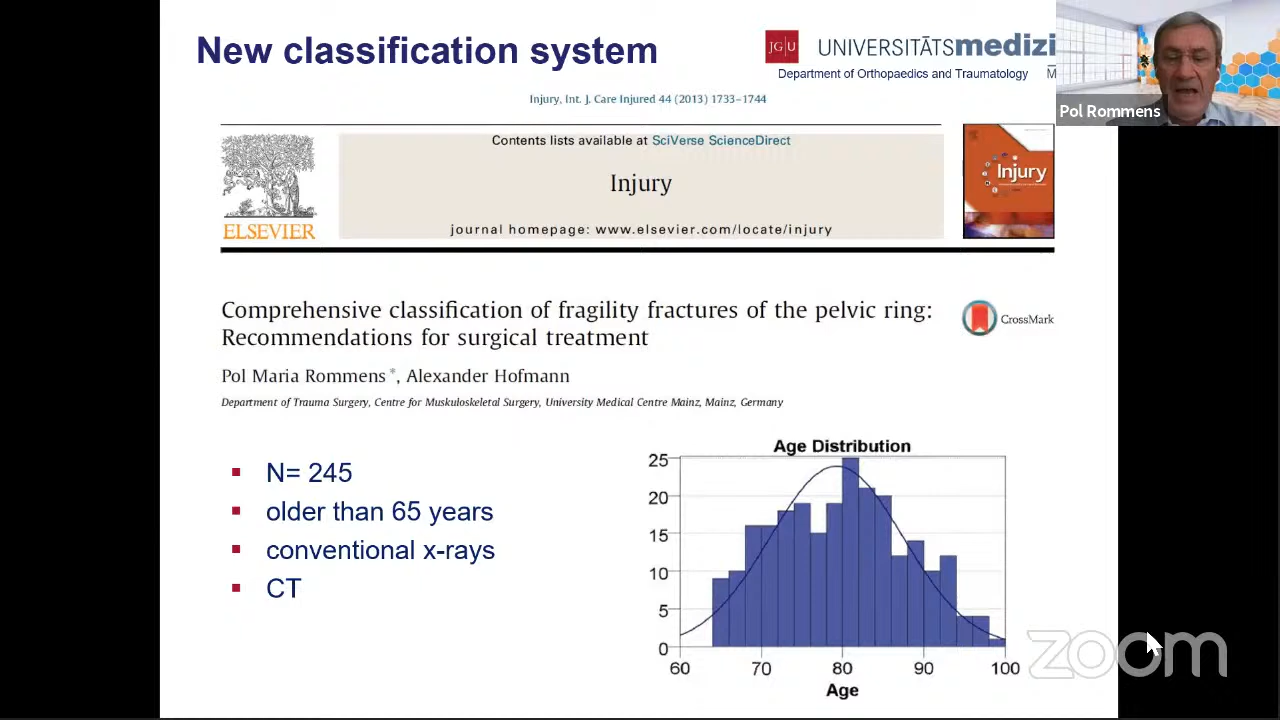 New classification system
JG U
UNIVERSITÄTSmedizi
Department of Orthopaedics and Traumatology M
Pol Rommens
Injury, Int. J. Care Injured 44 (2013) 1733–1744
Contents lists available at SciVerse ScienceDirect
Injury
journal homepage: www.elsevier.com/locate/injury
ELSEVIER
Injury
Comprehensive classification of fragility fractures of the pelvic ring:
Recommendations for surgical treatment
CrossMark
Pol Maria Rommens *, Alexander Hofmann
Department of Trauma Surgery, Centre for Muskuloskeletal Surgery, University Medical Centre Mainz, Mainz, Germany
▪ N= 245
▪ older than 65 years
▪ conventional x-rays
▪ CT
Age Distribution
25
20
15
10
5
0
60 70 80 90 100
Age
zoom